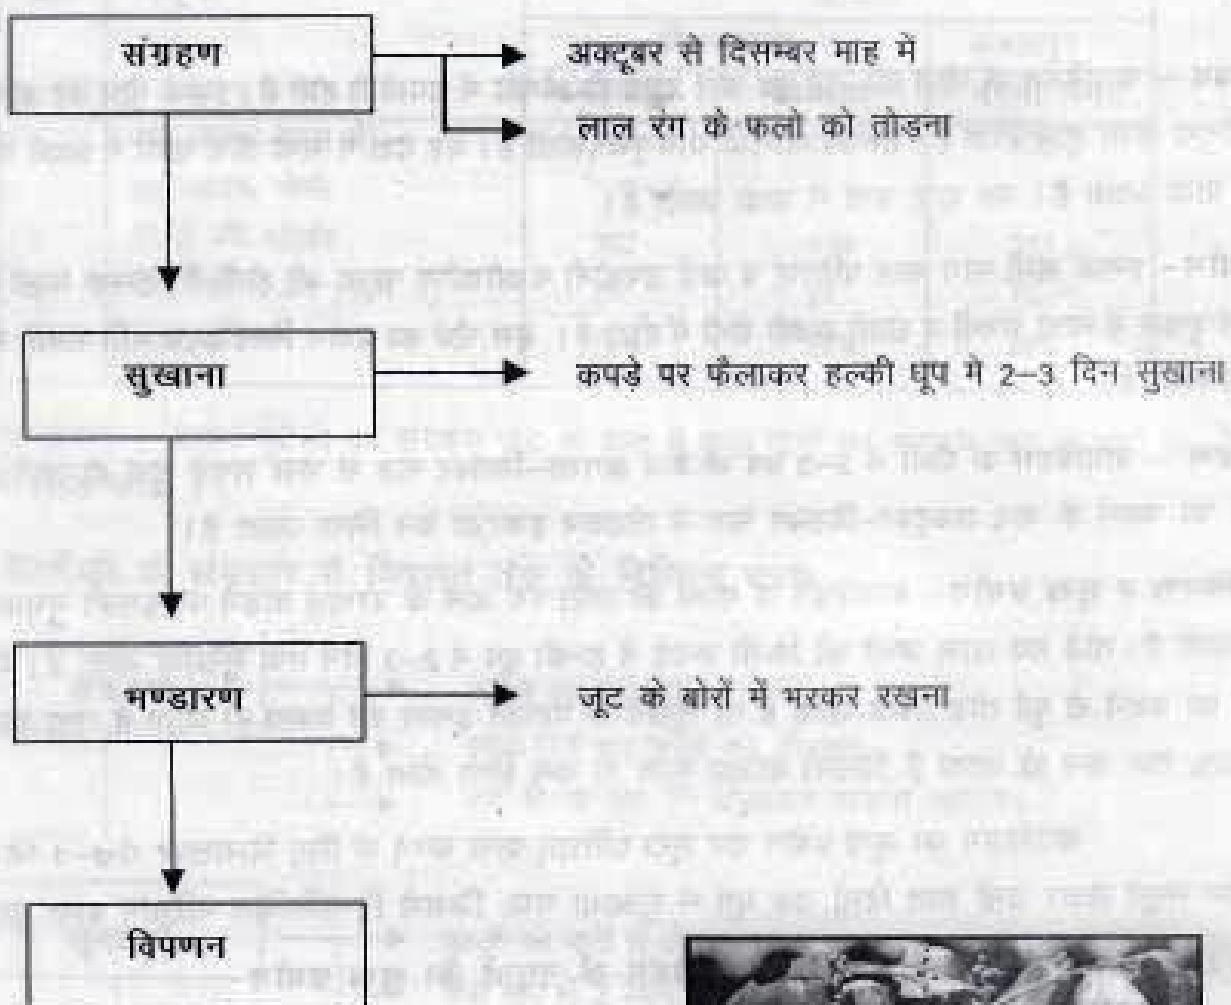 संग्रहण
अक्टूबर से दिसम्बर माह में
लाल रंग के फलो को तोडना
सुखाना
कपडे पर फैलाकर हल्की धूप मे 2–3 दिन सुखाना
भण्डारण
जूट के बोरों में भरकर रखना
विपणन